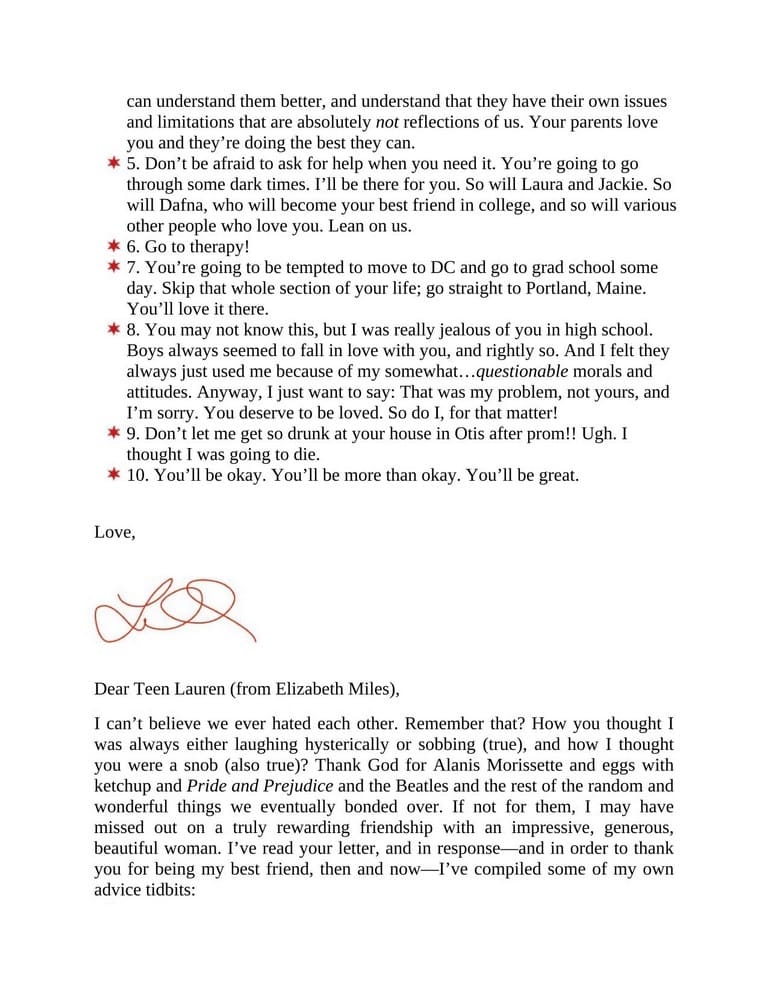 can understand them better, and understand that they have their own issues
and limitations that are absolutely not reflections of us. Your parents love
you and they’re doing the best they can.
5. Don’t be afraid to ask for help when you need it. You’re going to go
through some dark times. I’ll be there for you. So will Laura and Jackie. So
will Dafna, who will become your best friend in college, and so will various
other people who love you. Lean on us.
6. Go to therapy!
7. You’re going to be tempted to move to DC and go to grad school some
day. Skip that whole section of your life; go straight to Portland, Maine.
You’ll love it there.
8. You may not know this, but I was really jealous of you in high school.
Boys always seemed to fall in love with you, and rightly so. And I felt they
always just used me because of my somewhat…questionable morals and
attitudes. Anyway, I just want to say: That was my problem, not yours, and
I’m sorry. You deserve to be loved. So do I, for that matter!
9. Don’t let me get so drunk at your house in Otis after prom!! Ugh. I
thought I was going to die.
10. You’ll be okay. You’ll be more than okay. You’ll be great.
Love,
Dear Teen Lauren (from Elizabeth Miles),
I can’t believe we ever hated each other. Remember that? How you thought I
was always either laughing hysterically or sobbing (true), and how I thought
you were a snob (also true)? Thank God for Alanis Morissette and eggs with
ketchup and Pride and Prejudice and the Beatles and the rest of the random and
wonderful things we eventually bonded over. If not for them, I may have
missed out on a truly rewarding friendship with an impressive, generous,
beautiful woman. I’ve read your letter, and in response—and in order to thank
you for being my best friend, then and now—I’ve compiled some of my own
advice tidbits: